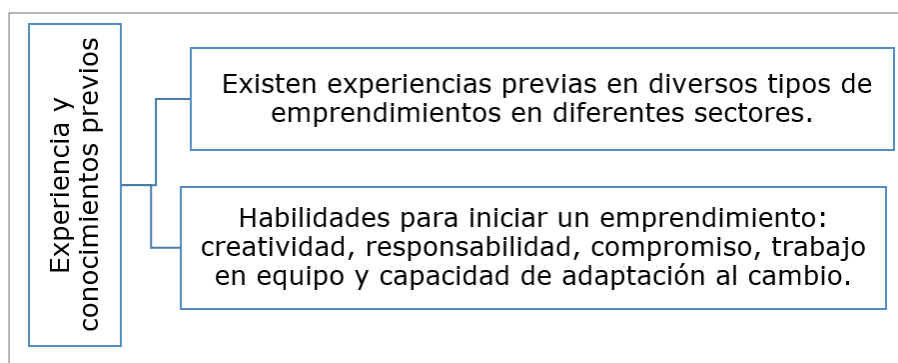 Experiencia y
conocimientos previos
Existen experiencias previas en diversos tipos de
emprendimientos en diferentes sectores.
Habilidades para iniciar un emprendimiento:
creatividad, responsabilidad, compromiso, trabajo
en equipo y capacidad de adaptación al cambio.